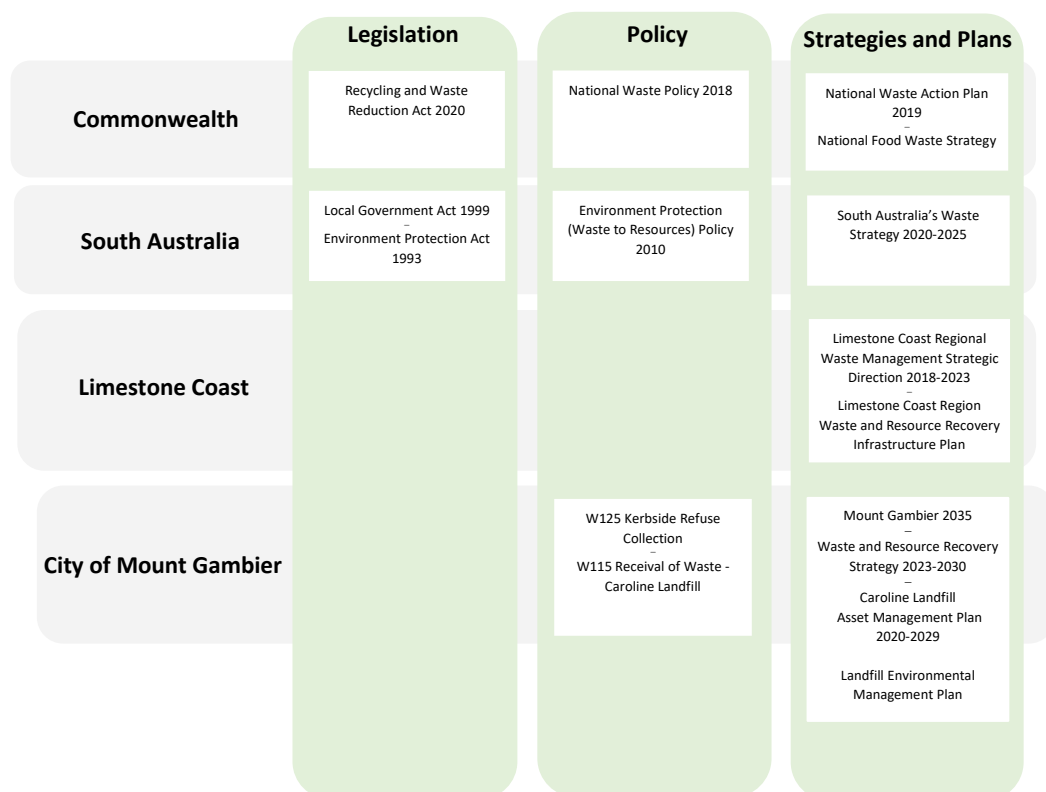 Legislation
Policy
Strategies and Plans
Commonwealth
Recycling and Waste
Reduction Act 2020
National Waste Policy 2018
National Waste Action Plan
2019
–
National Food Waste Strategy
South Australia
Local Government Act 1999
–
Environment Protection Act
1993
Environment Protection
(Waste to Resources) Policy
2010
South Australia’s Waste
Strategy 2020-2025
Limestone Coast
Limestone Coast Regional
Waste Management Strategic
Direction 2018-2023
–
Limestone Coast Region
Waste and Resource Recovery
Infrastructure Plan
City of Mount Gambier
W125 Kerbside Refuse
Collection
–
W115 Receival of Waste -
Caroline Landfill
Mount Gambier 2035
–
Waste and Resource Recovery
Strategy 2023-2030
–
Caroline Landfill
Asset Management Plan
2020-2029
Landfill Environmental
Management Plan